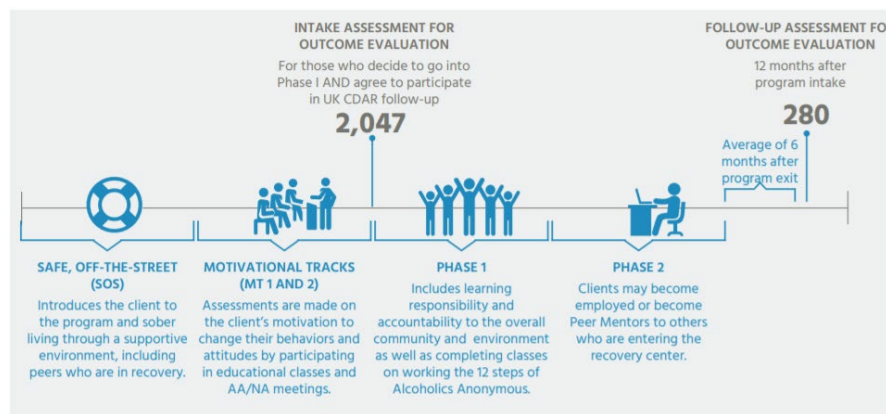 INTAKE ASSESSMENT FOR
OUTCOME EVALUATION
For those who decide to go into
Phase I AND agree to participate
in UK CDAR follow-up
2,047
FOLLOW-UP ASSESSMENT FO
OUTCOME EVALUATION
12 months after
program intake
280
Average of 6
months after
program exit
SAFE, OFF-THE-STREET
(SOS)
Introduces the client to
the program and sober
living through a supportive
environment, including
peers who are in recovery.
MOTIVATIONAL TRACKS
(MT 1 AND 2)
Assessments are made on
the client's motivation to
change their behaviors and
attitudes by participating
in educational classes and
AA/NA meetings.
PHASE 1
Includes learning
responsibility and
accountability to the overall
community and environment
as well as completing classes
on working the 12 steps of
Alcoholics Anonymous.
PHASE 2
Clients may become
employed or become
Peer Mentors to others
who are entering the
recovery center.